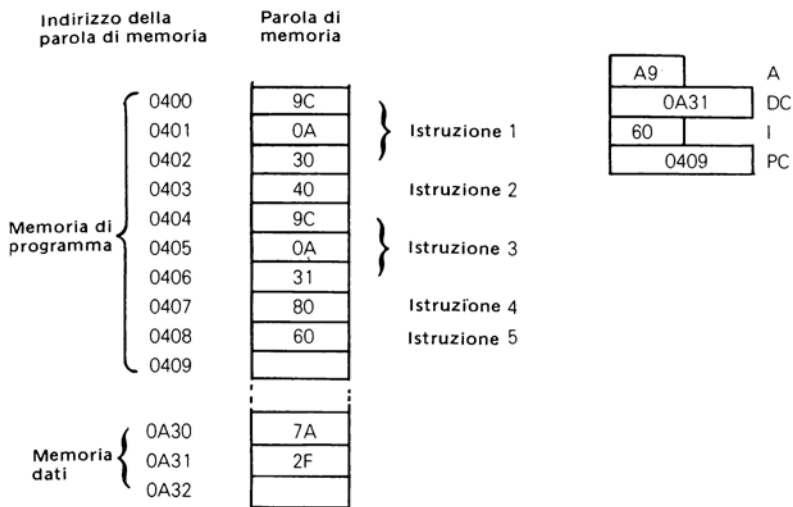 Indirizzo della
parola di memoria
Parola di
memoria
0400 9C
0401 0A
0402 30
0403 40
0404 9C
0405 0A
0406 31
0407 80
0408 60
0409
Istruzione 1
Istruzione 2
Istruzione 3
Istruzione 4
Istruzione 5
Memoria di
programma
0A30 7A
0A31 2F
0A32
Memoria
dati
A9 A
0A31 DC
60 I
0409 PC